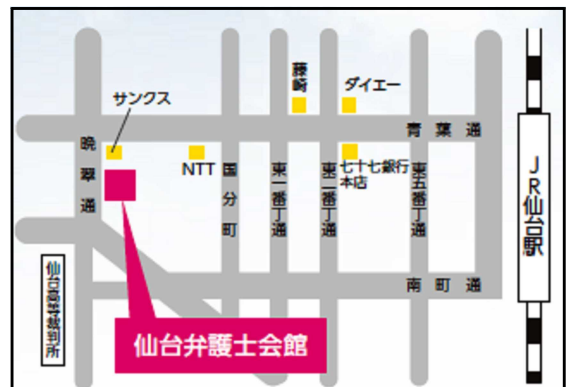 藤崎
ダイエー
サンクス
青葉通
晩翠通
NTT
国分町
東一番丁通
東二番丁通
七十七銀行
本店
東五番丁通
JR仙台駅
南町通
仙台高等裁判所
仙台弁護士会館